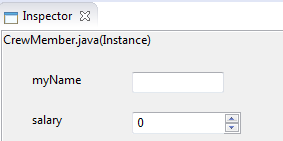 Inspector
CrewMember.java(Instance)
myName
salary 0